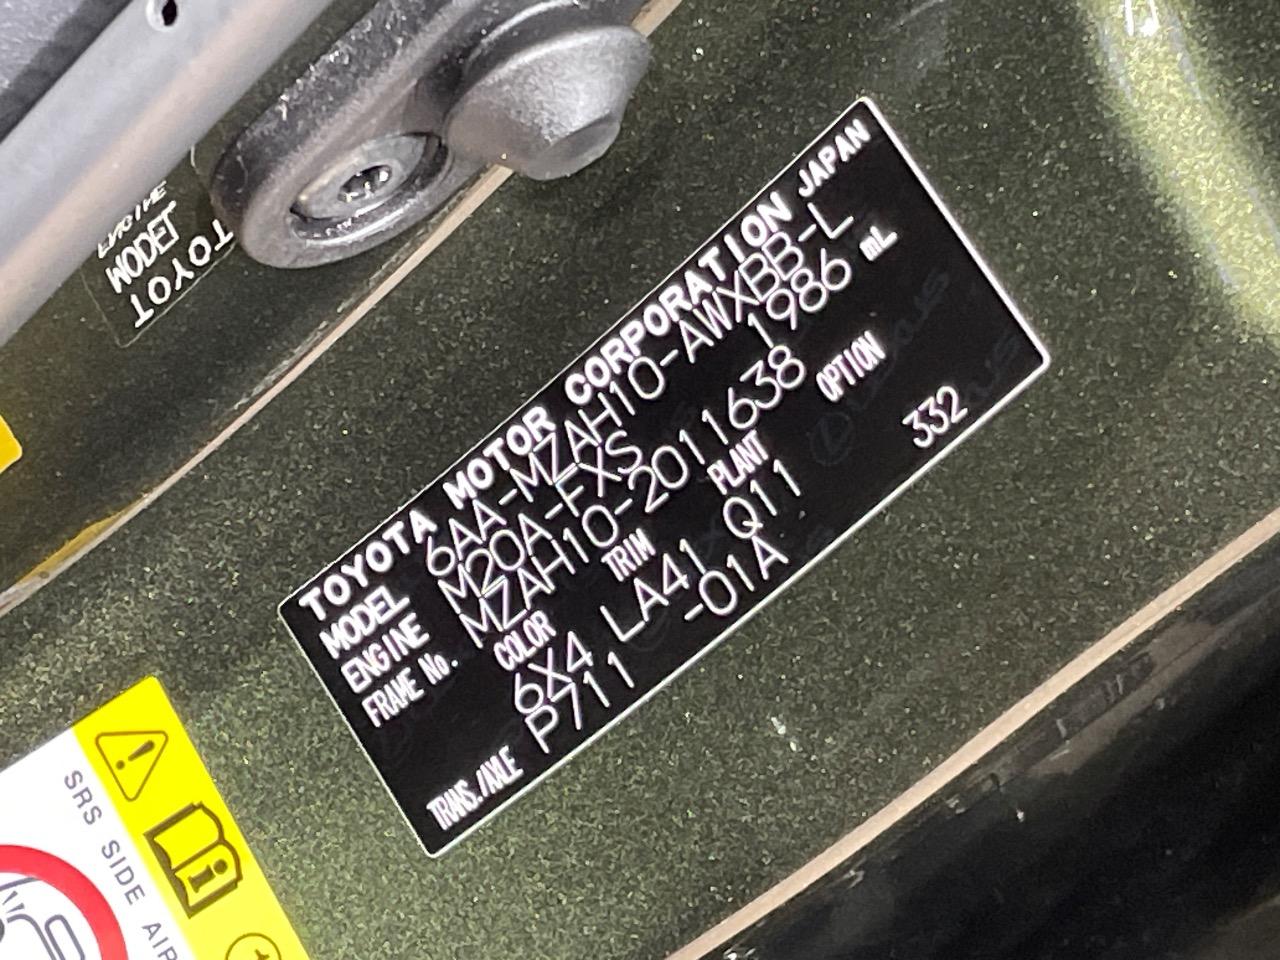 TOYOTA MOTOR CORPORATION JAPAN
MODEL 6AA-MZAH10-AWXBB-L
ENGINE M20A-FXS 1986 mL
FRAME No. MZAH10-2011638
COLOR TRIM PLANT OPTION
6X4 LA41 Q11 332
TRANS./AXLE P711 -01A
SRS SIDE AIR
TOYOT
MODEL